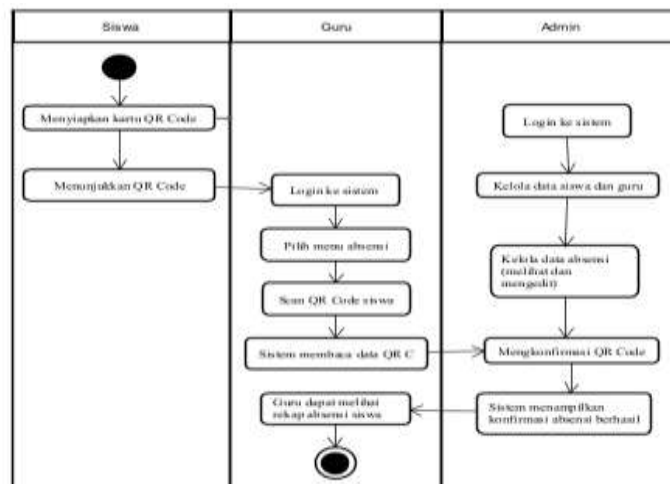 Siswa
Guru
Admin
Menyiapkan kartu QR Code
Menunjukkan QR Code
Login ke sistem
Pilih menu absensi
Scan QR Code siswa
Sistem membaca data QR C
Guru dapat melihat
rekap absensi siswa
Login ke sistem
Kelola data siswa dan guru
Kelola data absensi
(melihat dan
mengedit)
Mengkonfirmasi QR Code
Sistem menampilkan
konfirmasi absensi berhasil